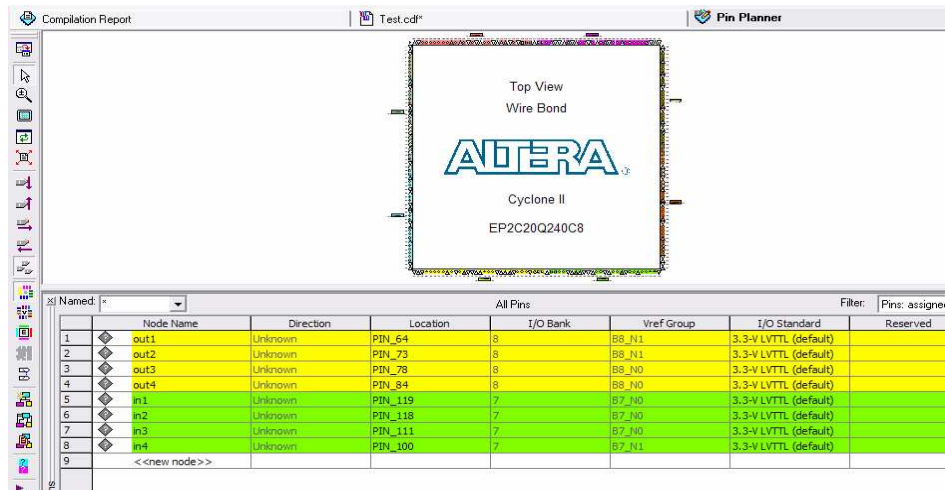 Compilation Report Test.cdf* Pin Planner
Top View
Wire Bond
ALTERA
Cyclone II
EP2C20Q240C8
Named: * All Pins Filter: Pins: assigned
Node Name Direction Location I/O Bank Vref Group I/O Standard Reserved
1 out1 Unknown PIN_64 8 B8_N1 3.3-V LVTTL (default)
2 out2 Unknown PIN_73 8 B8_N1 3.3-V LVTTL (default)
3 out3 Unknown PIN_78 8 B8_N0 3.3-V LVTTL (default)
4 out4 Unknown PIN_84 8 B8_N0 3.3-V LVTTL (default)
5 in1 Unknown PIN_119 7 B7_N0 3.3-V LVTTL (default)
6 in2 Unknown PIN_118 7 B7_N0 3.3-V LVTTL (default)
7 in3 Unknown PIN_111 7 B7_N0 3.3-V LVTTL (default)
8 in4 Unknown PIN_100 7 B7_N1 3.3-V LVTTL (default)
9 <<new node>>